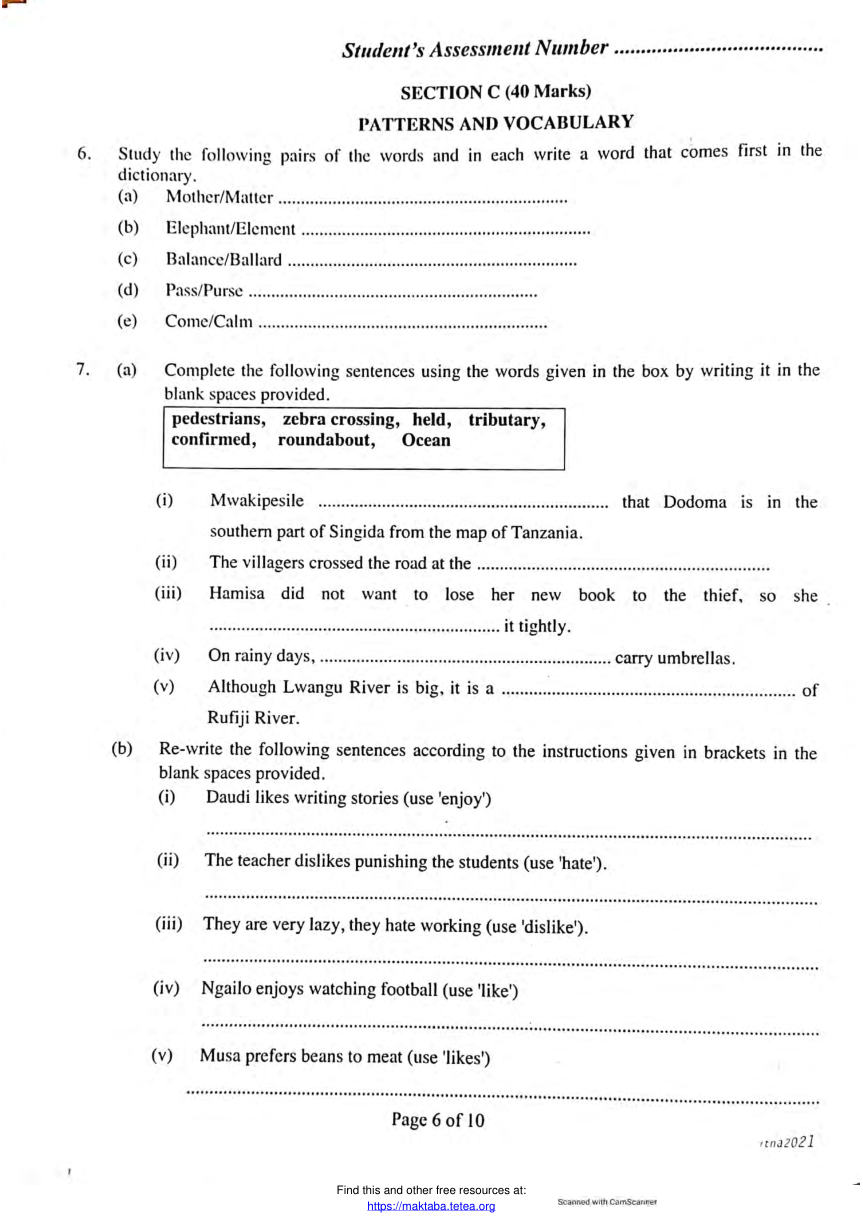 Student's Assessment Number ........................................
SECTION C (40 Marks)
PATTERNS AND VOCABULARY
6. Study the following pairs of the words and in each write a word that comes first in the
dictionary.
(a) Mother/Matter ................................................................
(b) Elephant/Element ................................................................
(c) Balance/Ballard ................................................................
(d) Pass/Purse ................................................................
(e) Come/Calm ................................................................
7. (a) Complete the following sentences using the words given in the box by writing it in the
blank spaces provided.
pedestrians, zebra crossing, held, tributary,
confirmed, roundabout, Ocean
(i) Mwakipesile ................................................................ that Dodoma is in the
southern part of Singida from the map of Tanzania.
(ii) The villagers crossed the road at the ................................................................
(iii) Hamisa did not want to lose her new book to the thief, so she
................................................................ it tightly.
(iv) On rainy days, ................................................................ carry umbrellas.
(v) Although Lwangu River is big, it is a ................................................................ of
Rufiji River.
(b) Re-write the following sentences according to the instructions given in brackets in the
blank spaces provided.
(i) Daudi likes writing stories (use 'enjoy')
................................................................
(ii) The teacher dislikes punishing the students (use 'hate').
................................................................
(iii) They are very lazy, they hate working (use 'dislike').
................................................................
(iv) Ngailo enjoys watching football (use 'like')
................................................................
(v) Musa prefers beans to meat (use 'likes')
................................................................
Page 6 of 10
ftna2021
Find this and other free resources at:
https://maktaba.tetea.org
Scanned with CamScanner